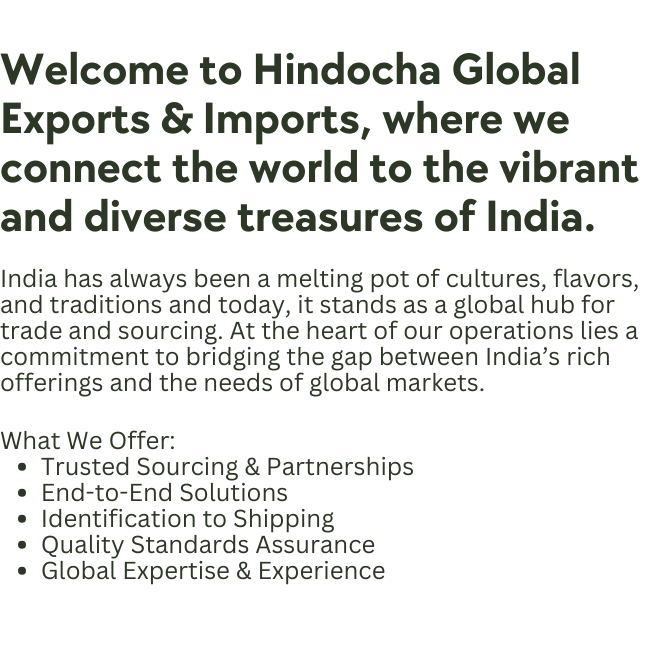 Welcome to Hindocha Global
Exports & Imports, where we
connect the world to the vibrant
and diverse treasures of India.
India has always been a melting pot of cultures, flavors,
and traditions and today, it stands as a global hub for
trade and sourcing. At the heart of our operations lies a
commitment to bridging the gap between India’s rich
offerings and the needs of global markets.
What We Offer:
• Trusted Sourcing & Partnerships
• End-to-End Solutions
• Identification to Shipping
• Quality Standards Assurance
• Global Expertise & Experience